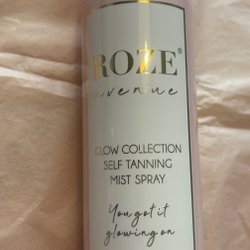 ROZE®
avenue
GLOW COLLECTION
SELF TANNING
MIST SPRAY
You got it
glowing on